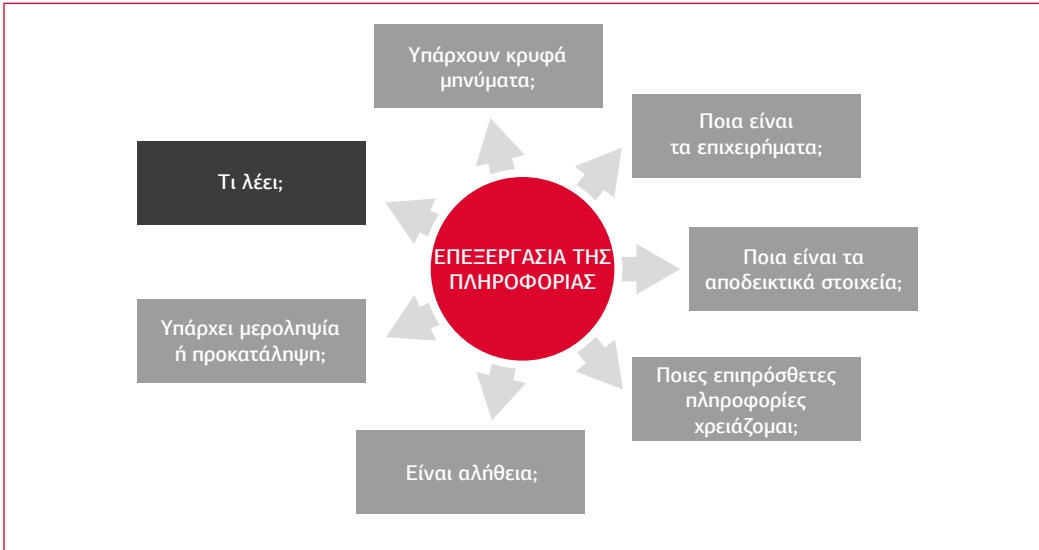 Υπάρχουν κρυφά
μηνύματα;
Ποια είναι
τα επιχειρήματα;
Τι λέει;
Ποια είναι τα
αποδεικτικά στοιχεία;
ΕΠΕΞΕΡΓΑΣΙΑ ΤΗΣ
ΠΛΗΡΟΦΟΡΙΑΣ
Υπάρχει μεροληψία
ή προκατάληψη;
Ποιες επιπρόσθετες
πληροφορίες
χρειάζομαι;
Είναι αλήθεια;